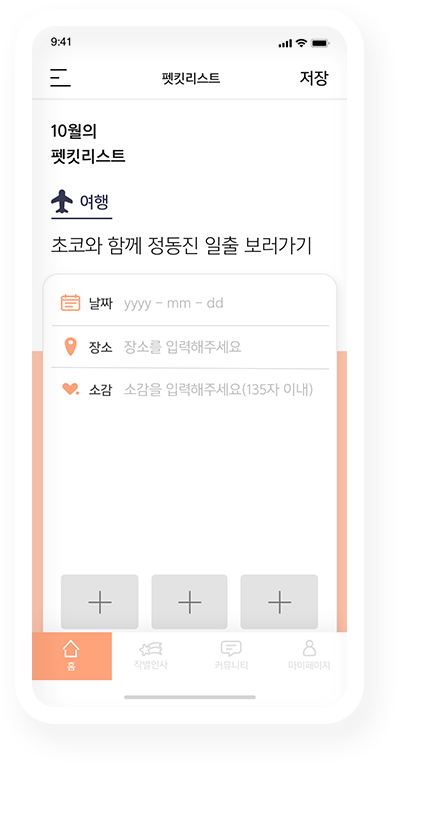 9:41
펫킷리스트
저장
10월의
펫킷리스트
여행
초코와 함께 정동진 일출 보러가기
날짜 yyyy - mm - dd
장소 장소를 입력해주세요
소감 소감을 입력해주세요(135자 이내)
홈
작별인사
커뮤니티
마이페이지